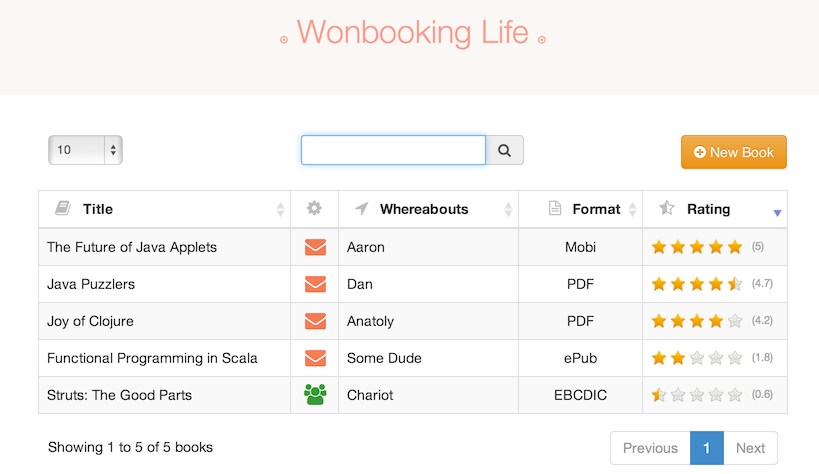 Wonbooking Life
10
New Book
Title Whereabouts Format Rating
The Future of Java Applets Aaron Mobi (5)
Java Puzzlers Dan PDF (4.7)
Joy of Clojure Anatoly PDF (4.2)
Functional Programming in Scala Some Dude ePub (1.8)
Struts: The Good Parts Chariot EBCDIC (0.6)
Showing 1 to 5 of 5 books
Previous 1 Next